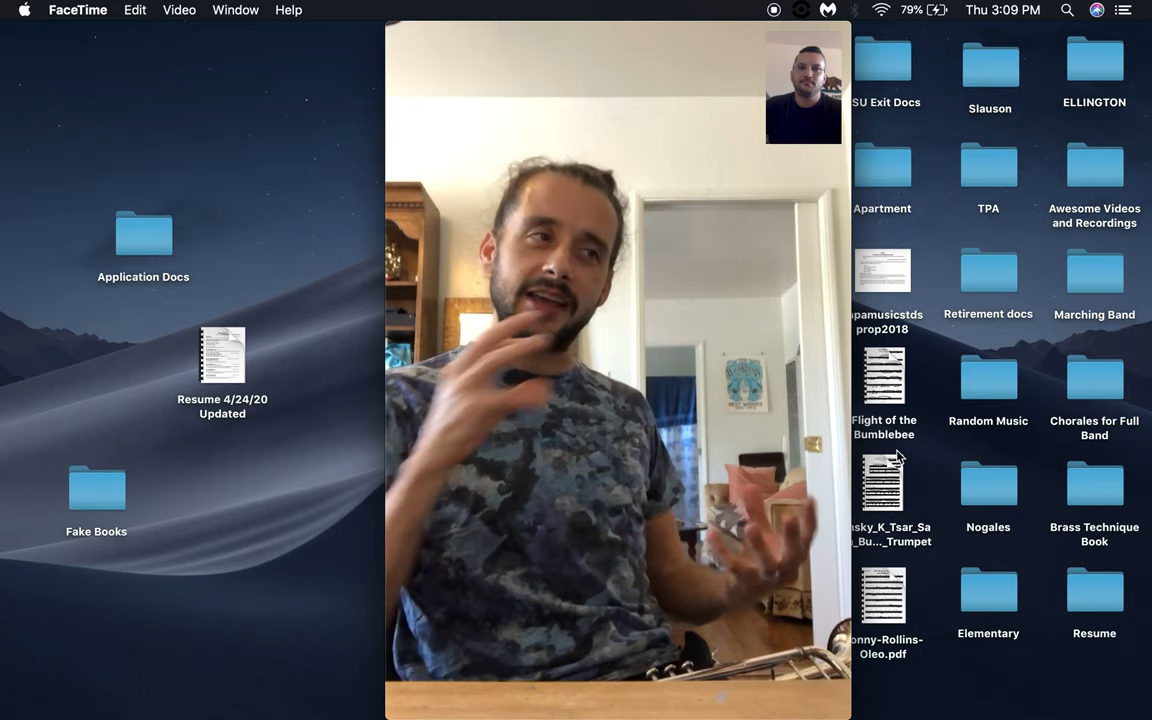 FaceTime Edit Video Window Help
79% Thu 3:09 PM
SU Exit Docs
Slauson
ELLINGTON
Apartment
TPA
Awesome Videos
and Recordings
Application Docs
pamusicstds
prop2018
Retirement docs
Marching Band
Resume 4/24/20
Updated
Flight of the
Bumblebee
Random Music
Chorales for Full
Band
Fake Books
nsky_K_Tsar_Sa
_Bu..._Trumpet
Nogales
Brass Technique
Book
onny-Rollins-
Oleo.pdf
Elementary
Resume